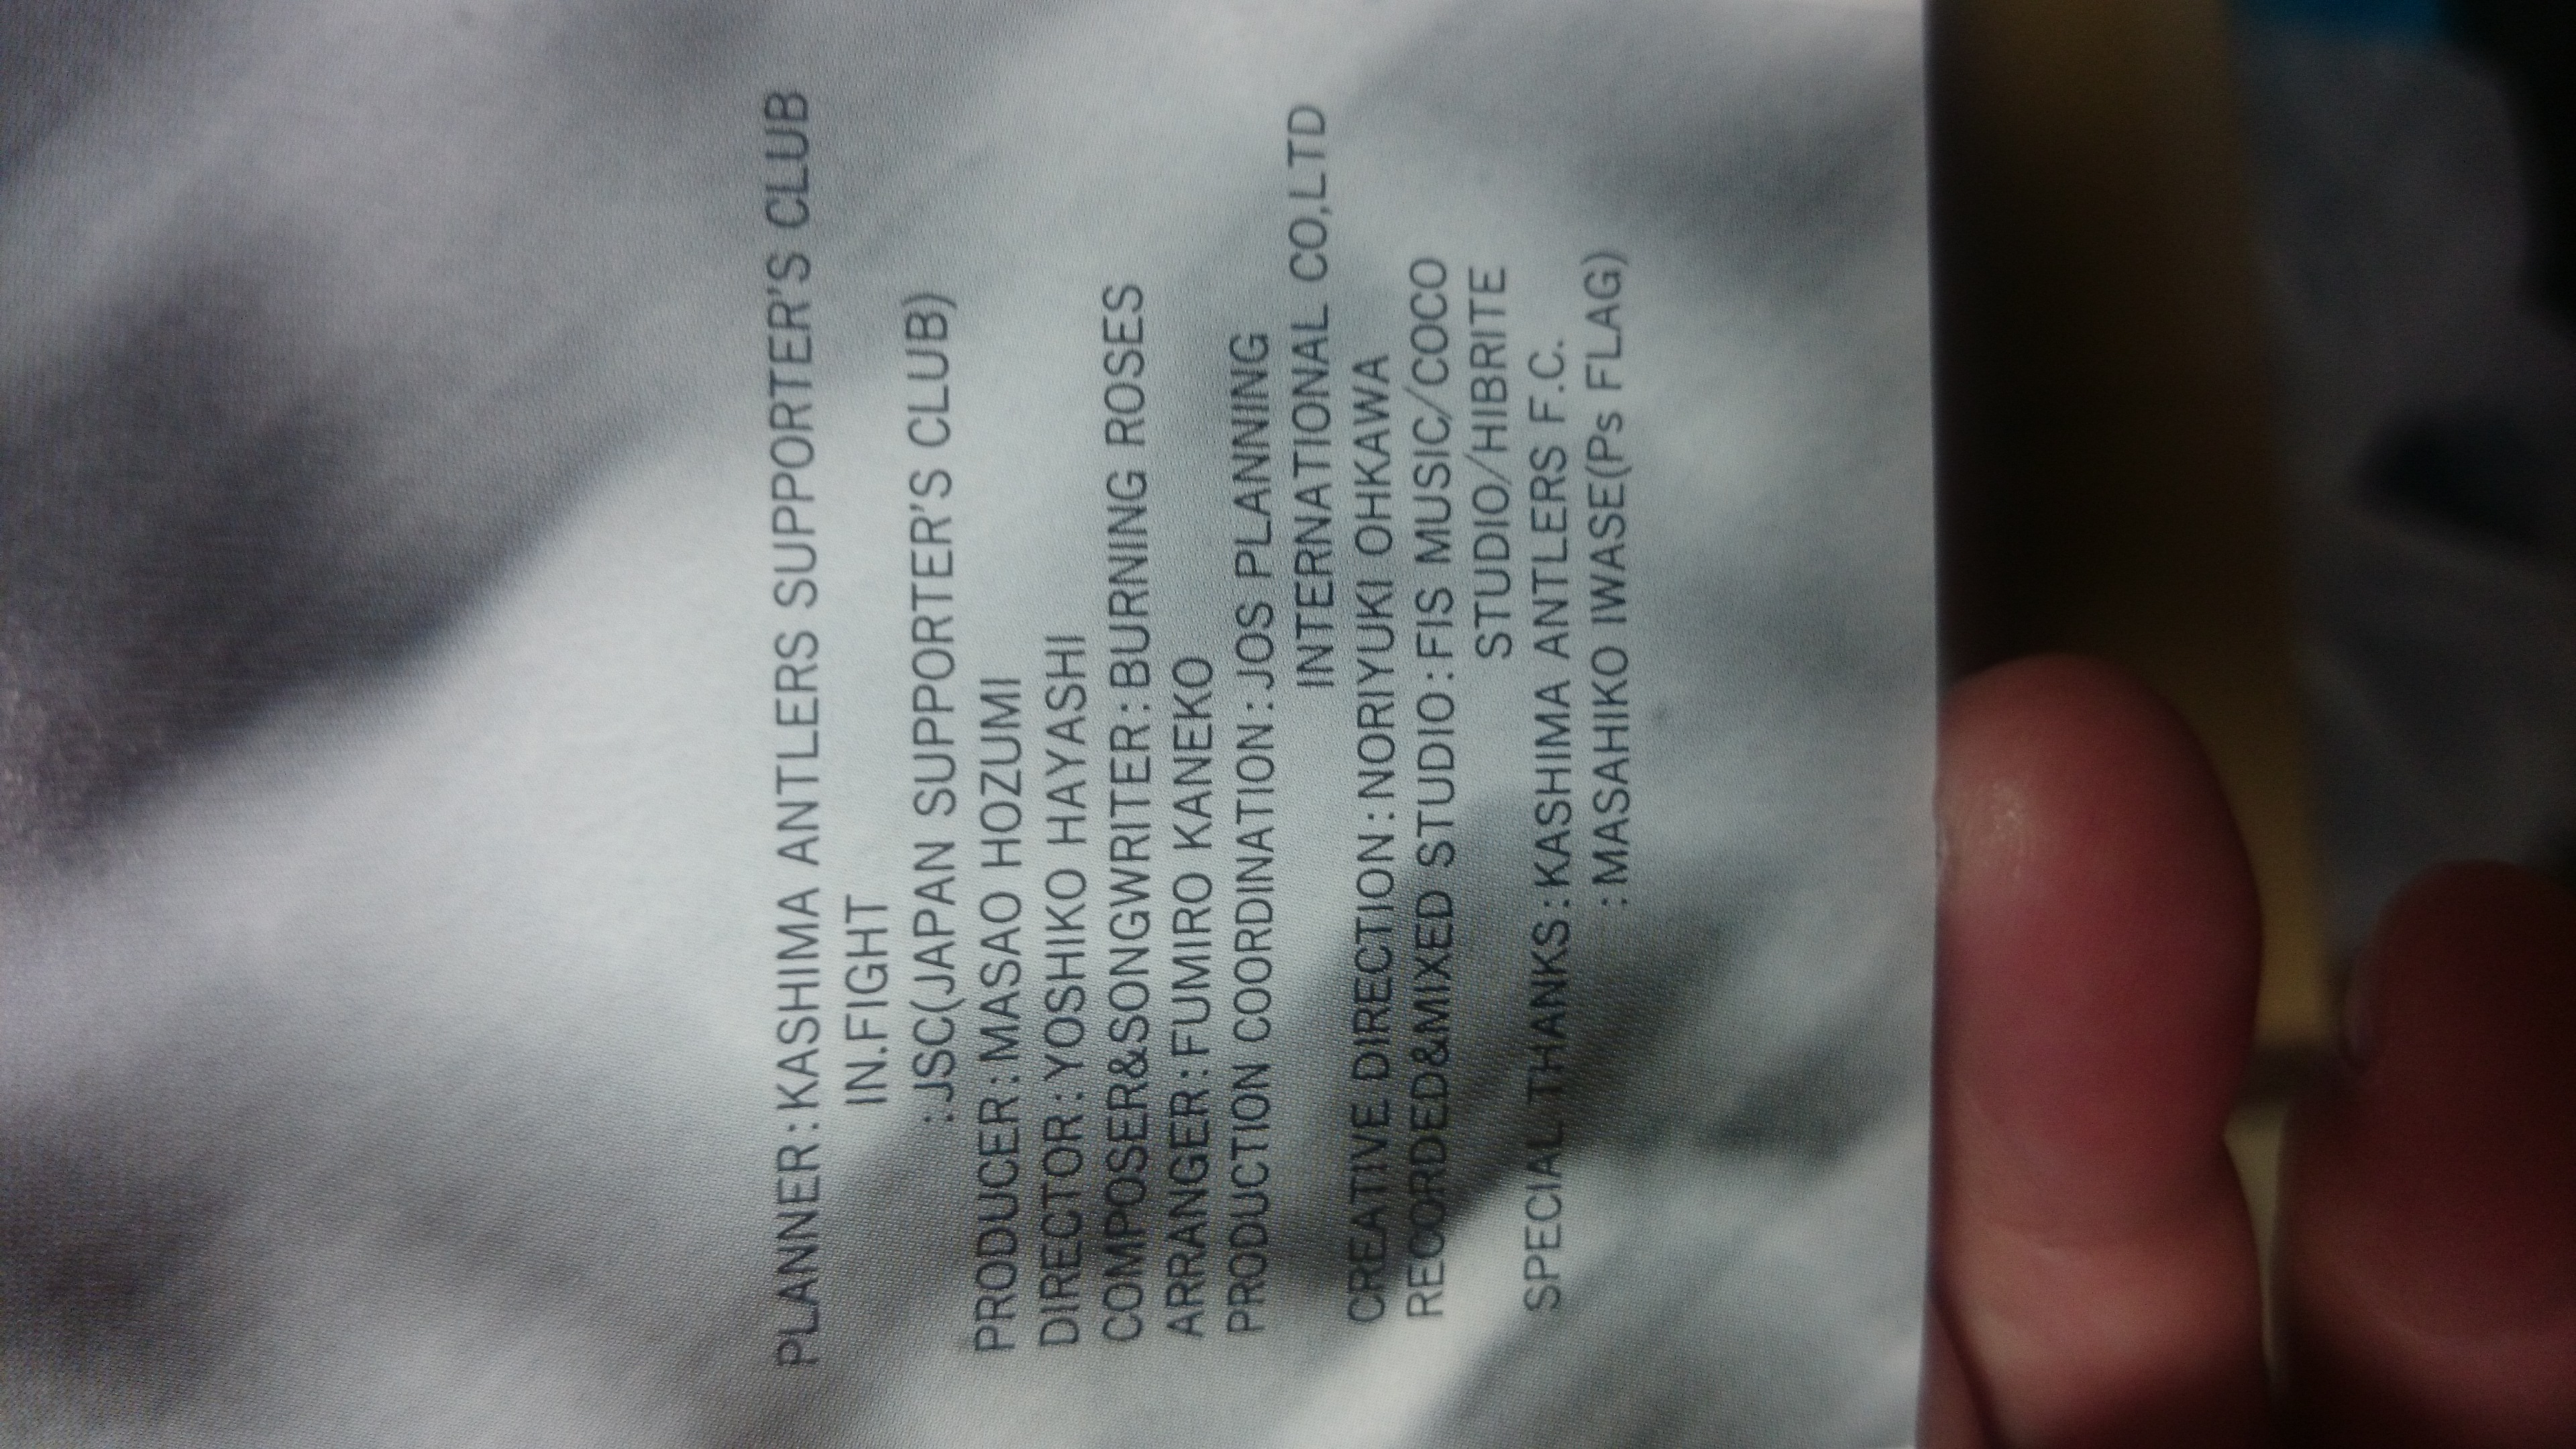 PLANNER:KASHIMA ANTLERS SUPPORTER'S CLUB
IN.FIGHT
:JSC(JAPAN SUPPORTER'S CLUB)
PRODUCER:MASAO HOZUMI
DIRECTOR:YOSHIKO HAYASHI
COMPOSER&SONGWRITER:BURNING ROSES
ARRANGER:FUMIRO KANEKO
PRODUCTION COORDINATION:JOS PLANNING
INTERNATIONAL CO,LTD
CREATIVE DIRECTION:NORIYUKI OHKAWA
RECORDED&MIXED STUDIO:FIS MUSIC/COCO
STUDIO/HIBRITE
SPECIAL THANKS:KASHIMA ANTLERS F.C.
:MASAHIKO IWASE(Ps FLAG)